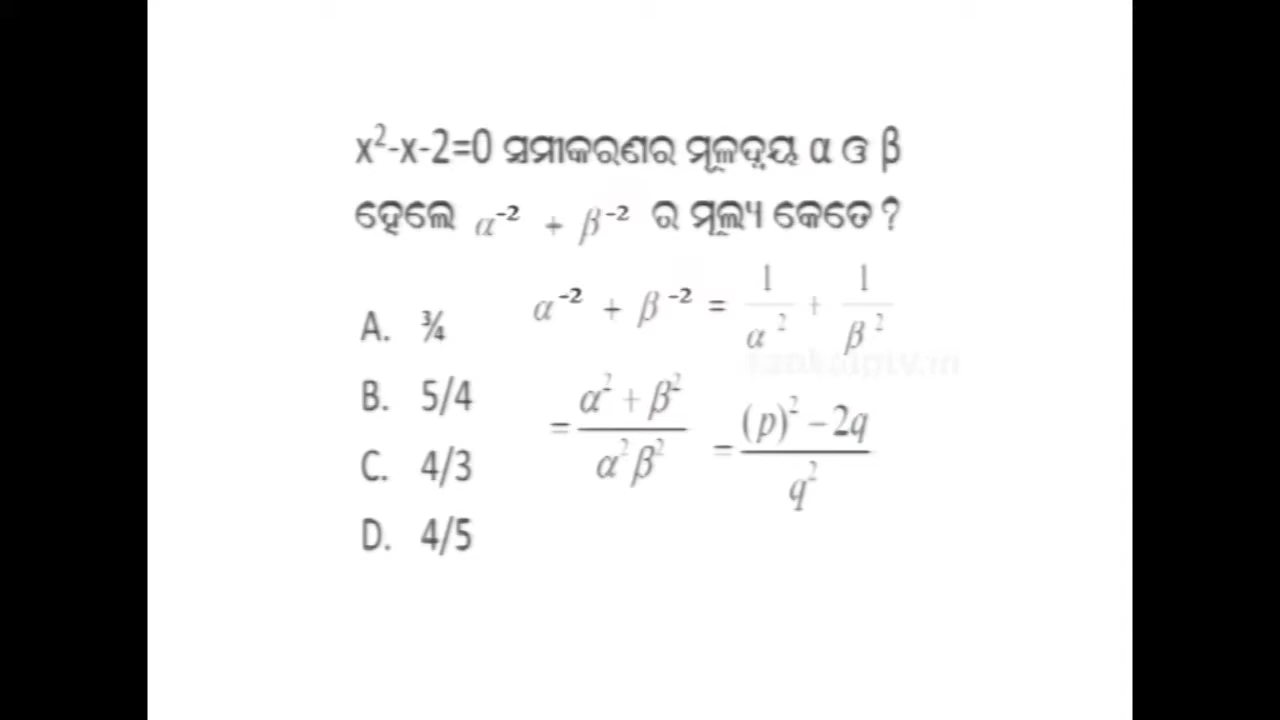 x²-x-2=0 ସମୀକରଣର ମୂଳଦ୍ୱୟ α ଓ β
ହେଲେ α⁻² + β⁻² ର ମୂଲ୍ୟ କେତେ ?
α⁻² + β⁻² = 1/α² + 1/β²
A. ¾
B. 5/4
= (α² + β²)/(α²β²) = ((p)² − 2q)/q²
C. 4/3
D. 4/5